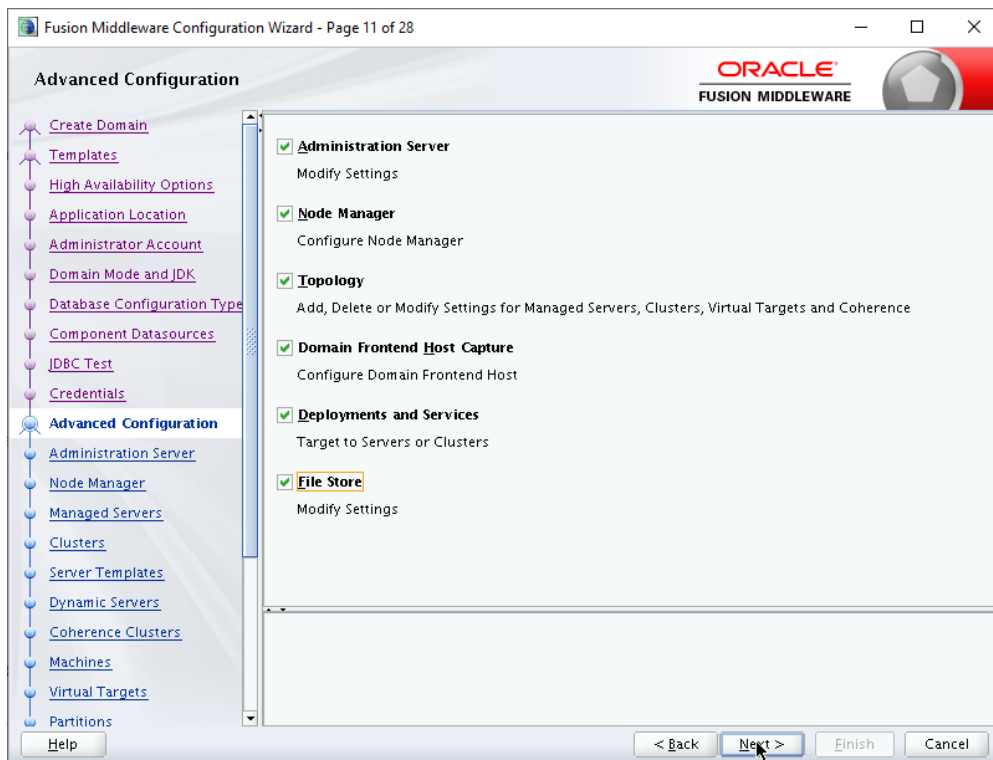 Fusion Middleware Configuration Wizard - Page 11 of 28
Advanced Configuration
ORACLE
FUSION MIDDLEWARE
Create Domain
Templates
High Availability Options
Application Location
Administrator Account
Domain Mode and JDK
Database Configuration Type
Component Datasources
JDBC Test
Credentials
Advanced Configuration
Administration Server
Node Manager
Managed Servers
Clusters
Server Templates
Dynamic Servers
Coherence Clusters
Machines
Virtual Targets
Partitions
Administration Server
Modify Settings
Node Manager
Configure Node Manager
Topology
Add, Delete or Modify Settings for Managed Servers, Clusters, Virtual Targets and Coherence
Domain Frontend Host Capture
Configure Domain Frontend Host
Deployments and Services
Target to Servers or Clusters
File Store
Modify Settings
Help
< Back
Next >
Finish
Cancel